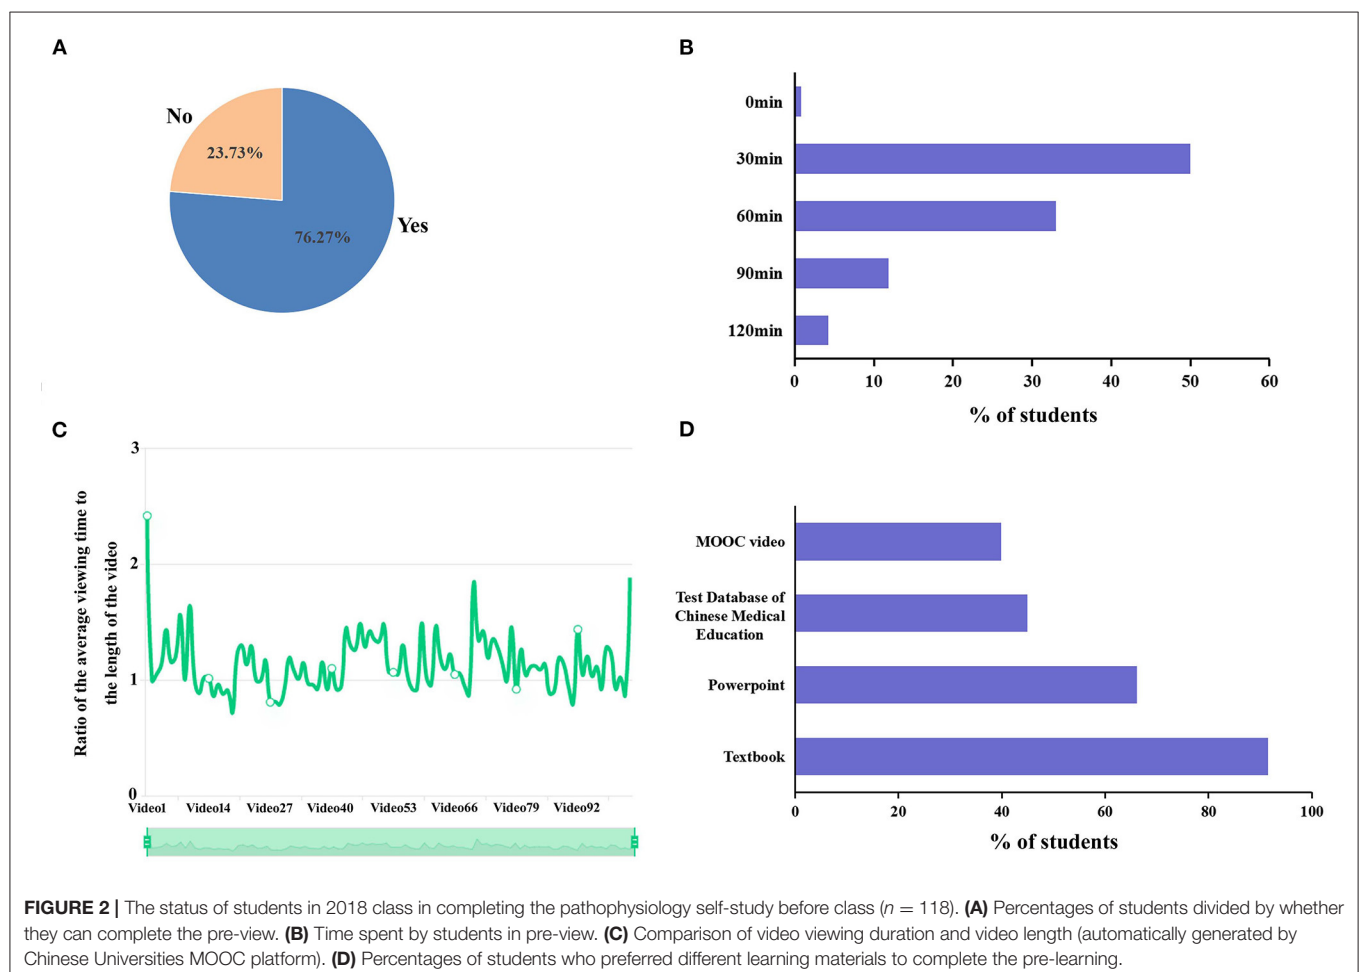 A
No
23.73%
76.27%
Yes
B
0min
30min
60min
90min
120min
0 10 20 30 40 50 60
% of students
C
Ratio of the average viewing time to
the length of the video
3
2
1
0
Video1 Video14 Video27 Video40 Video53 Video66 Video79 Video92
D
MOOC video
Test Database of
Chinese Medical
Education
Powerpoint
Textbook
0 20 40 60 80 100
% of students
FIGURE 2 | The status of students in 2018 class in completing the pathophysiology self-study before class (n = 118). (A) Percentages of students divided by whether
they can complete the pre-view. (B) Time spent by students in pre-view. (C) Comparison of video viewing duration and video length (automatically generated by
Chinese Universities MOOC platform). (D) Percentages of students who preferred different learning materials to complete the pre-learning.